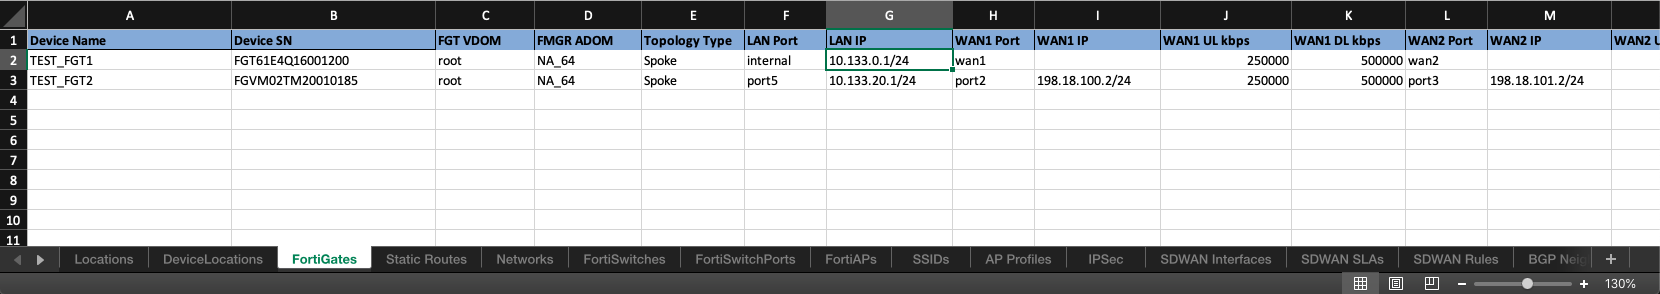 A B C D E F G H I J K L M
1 Device Name Device SN FGT VDOM FMGR ADOM Topology Type LAN Port LAN IP WAN1 Port WAN1 IP WAN1 UL kbps WAN1 DL kbps WAN2 Port WAN2 IP WAN2 U
2 TEST_FGT1 FGT61E4Q16001200 root NA_64 Spoke internal 10.133.0.1/24 wan1 250000 500000 wan2
3 TEST_FGT2 FGVM02TM20010185 root NA_64 Spoke port5 10.133.20.1/24 port2 198.18.100.2/24 250000 500000 port3 198.18.101.2/24
4
5
6
7
8
9
10
11
Locations DeviceLocations FortiGates Static Routes Networks FortiSwitches FortiSwitchPorts FortiAPs SSIDs AP Profiles IPSec SDWAN Interfaces SDWAN SLAs SDWAN Rules BGP Neig +
− + 130%